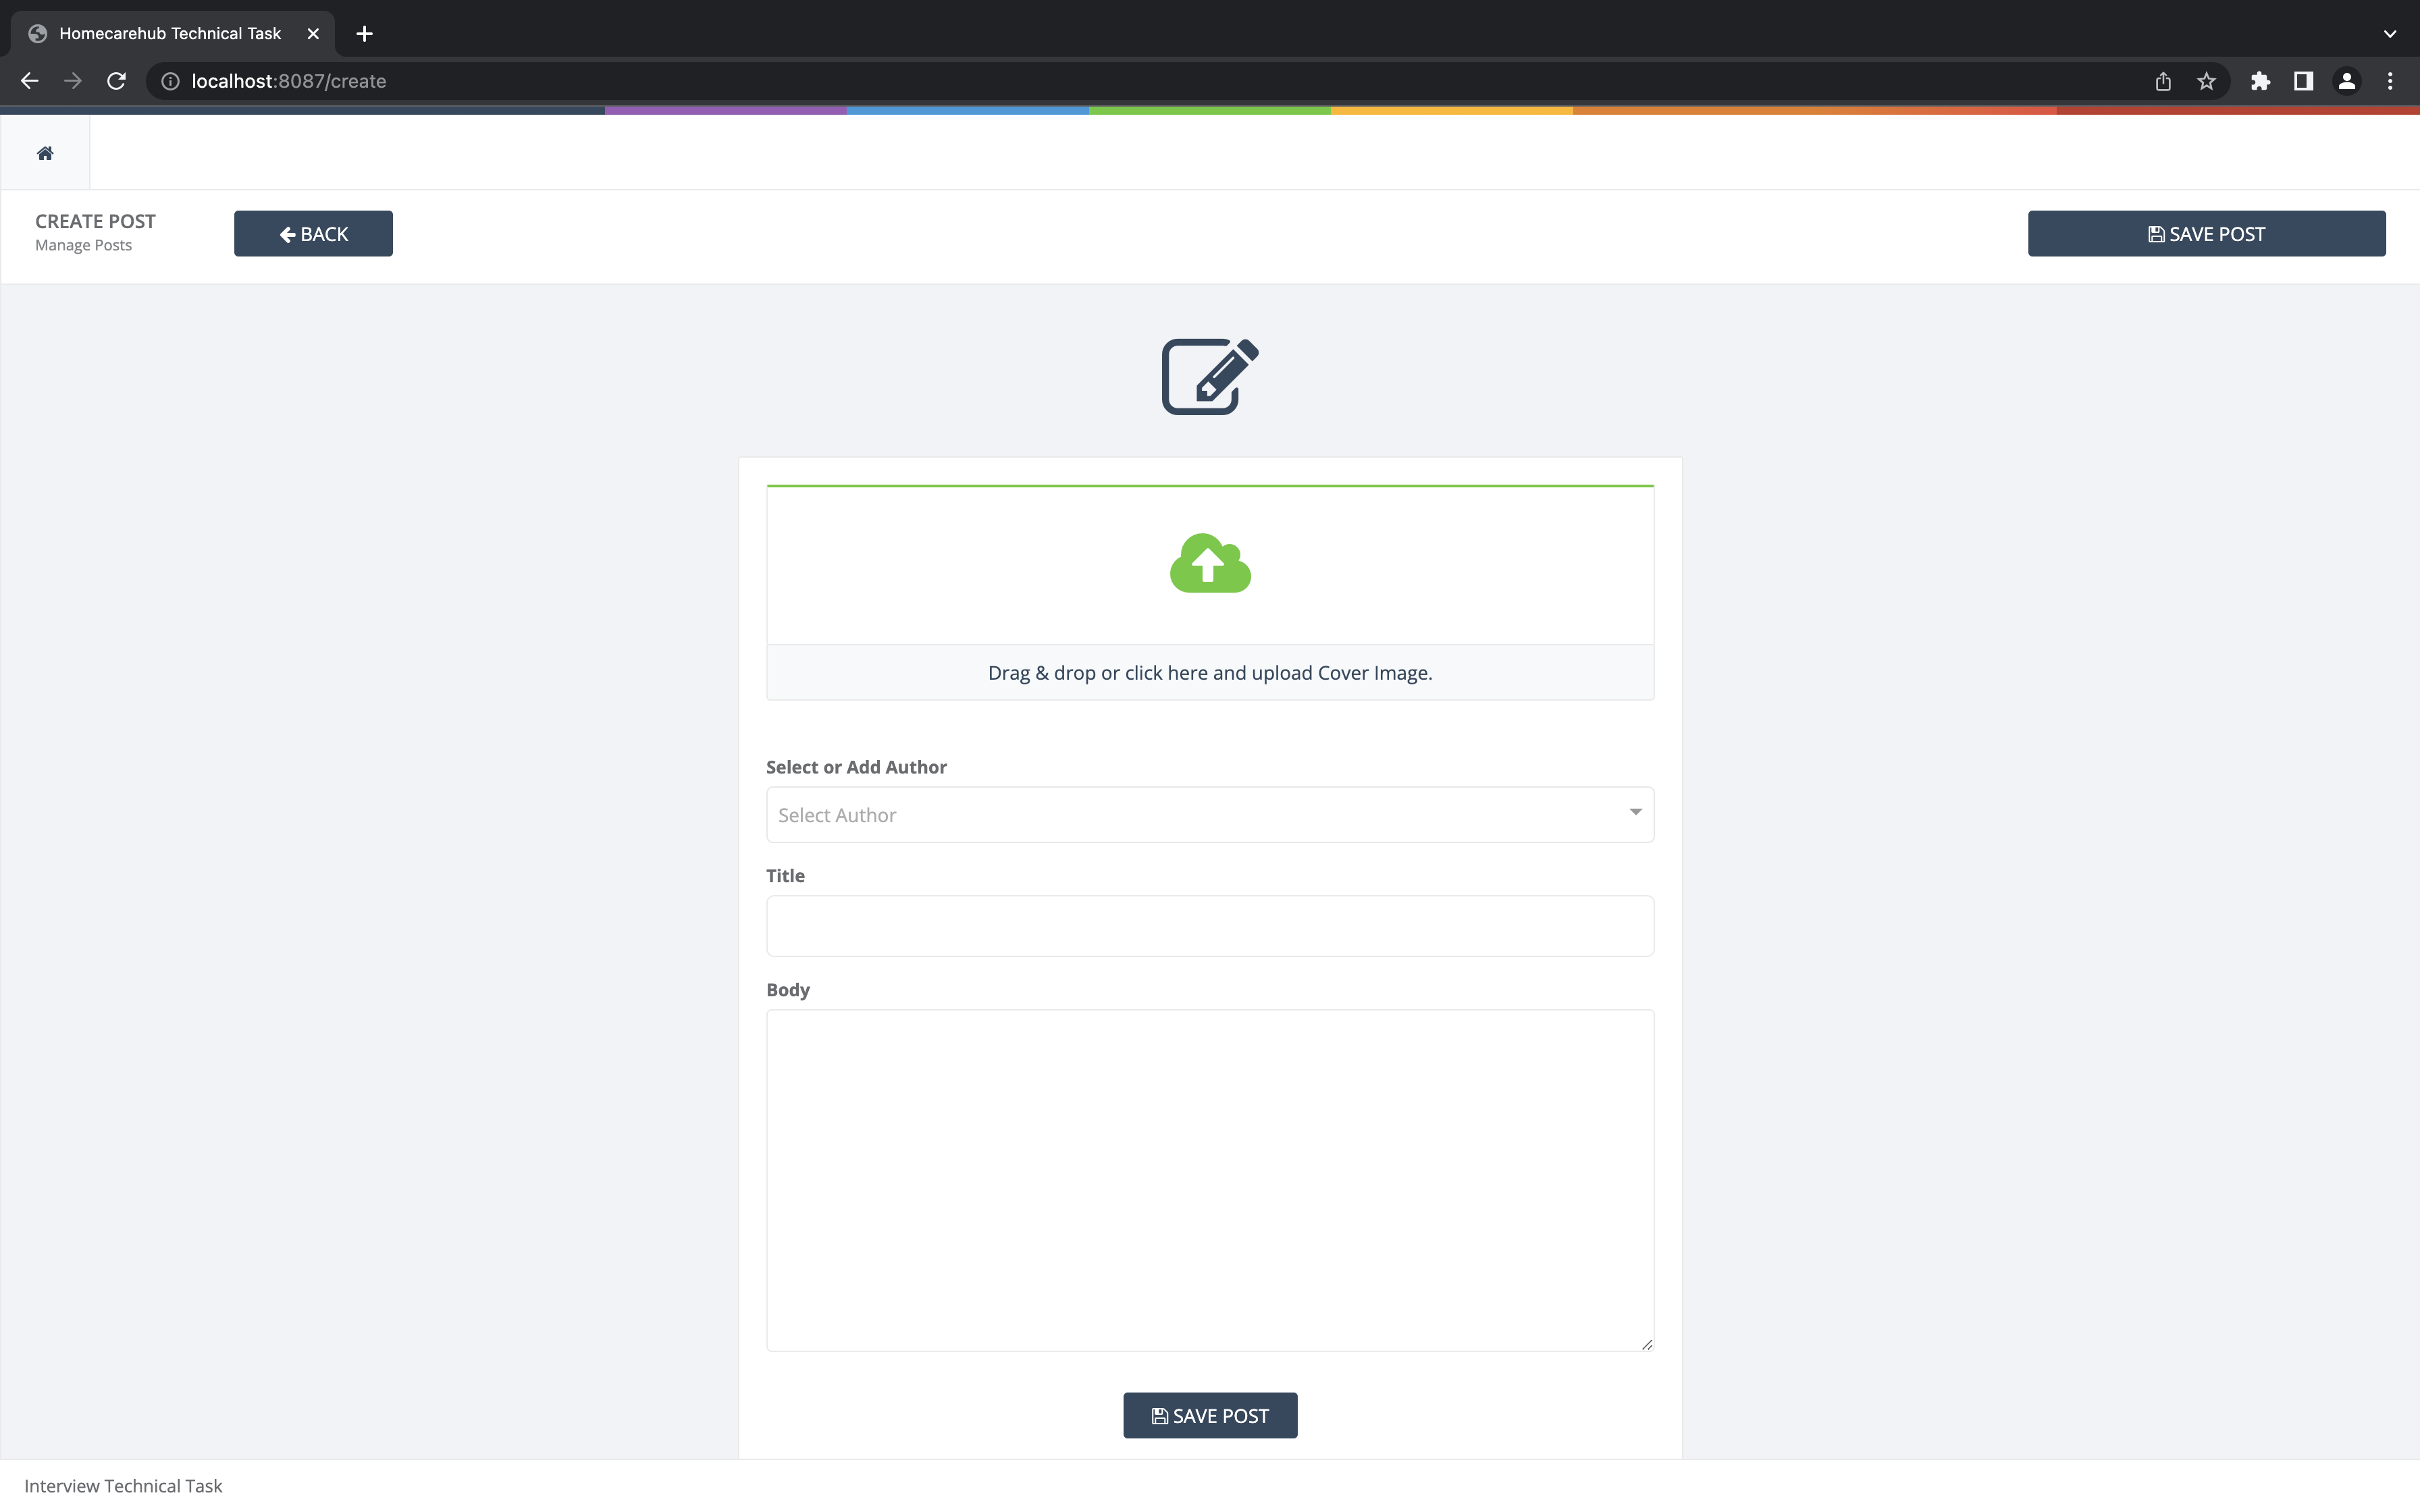 Homecarehub Technical Task
localhost:8087/create
CREATE POST
Manage Posts
BACK
SAVE POST
Drag & drop or click here and upload Cover Image.
Select or Add Author
Select Author
Title
Body
SAVE POST
Interview Technical Task